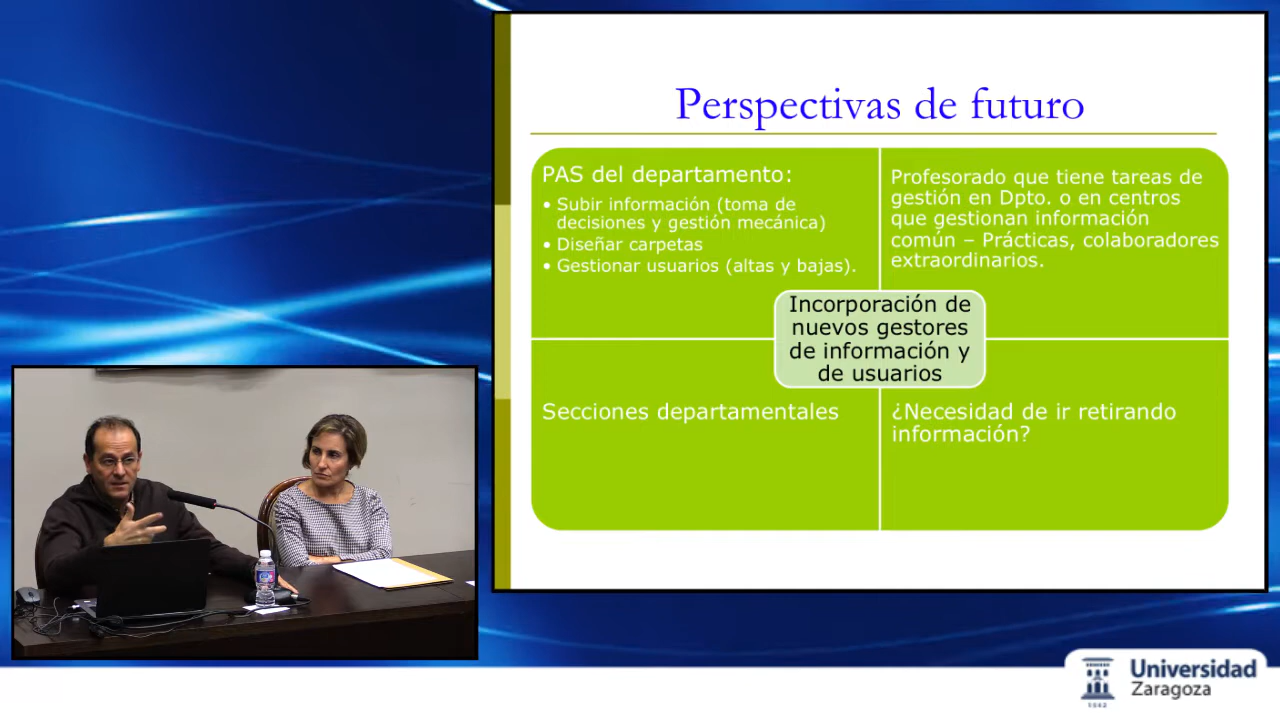 Perspectivas de futuro
PAS del departamento:
• Subir información (toma de
decisiones y gestión mecánica)
• Diseñar carpetas
• Gestionar usuarios (altas y bajas).
Profesorado que tiene tareas de
gestión en Dpto. o en centros
que gestionan información
común – Prácticas, colaboradores
extraordinarios.
Incorporación de
nuevos gestores
de información y
de usuarios
Secciones departamentales
¿Necesidad de ir retirando
información?
Universidad
Zaragoza
1542